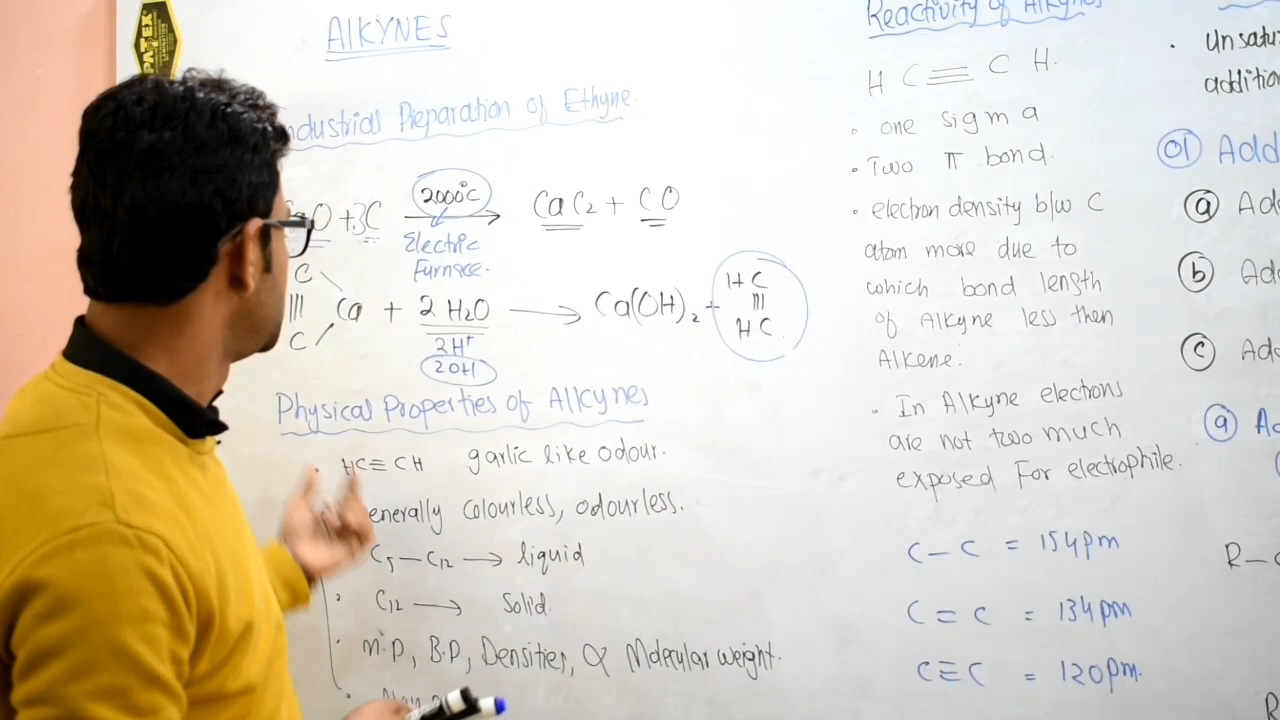 AlKYNES
ndustrial Preparation of Ethyne
O +3C 2000°C CaC2 + CO
Electric
Furnace.
C
||| Ca + 2 H2O → Ca(OH)2 +
C
HC
|||
HC
2H+
2OH
Physical Properties of Alkynes
· HC≡CH garlic like odour.
enerally colourless, odourless.
C5—C12 → liquid
· C12 → Solid.
· m.p, B.P, Densities, ∝ Molecular weight.
Reactivity of Alkynes
H C≡C H.
· one sigma
· Two π bond.
· electron density b/w C
atom more due to
which bond length
of Alkyne less then
Alkene.
· In Alkyne electrons
are not too much
exposed For electrophile.
C—C = 154pm
C=C = 134pm
C≡C = 120pm.
· Unsatu
additio
01 Add
a Ad
b Ad
c Ad
a A
R—C
R